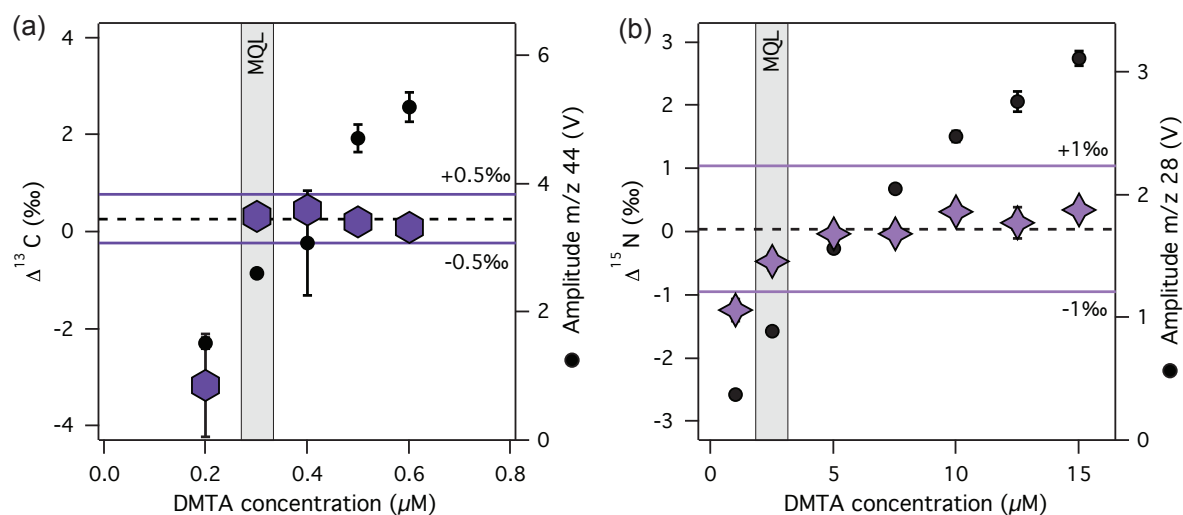 (a)
4
2
0
-2
-4
Δ 13 C (‰)
MQL
+0.5‰
-0.5‰
6
4
2
0
Amplitude m/z 44 (V)
0.0 0.2 0.4 0.6 0.8
DMTA concentration (µM)
(b)
3
2
1
0
-1
-2
-3
Δ 15 N (‰)
MQL
+1‰
-1‰
3
2
1
0
Amplitude m/z 28 (V)
0 5 10 15
DMTA concentration (µM)